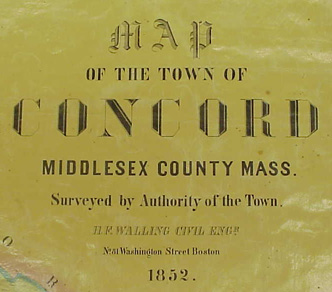 MAP
OF THE TOWN OF
CONCORD
MIDDLESEX COUNTY MASS.
Surveyed by Authority of the Town.
H.F. WALLING CIVIL ENGR.
No. 81 Washington Street Boston
1852.
O
R